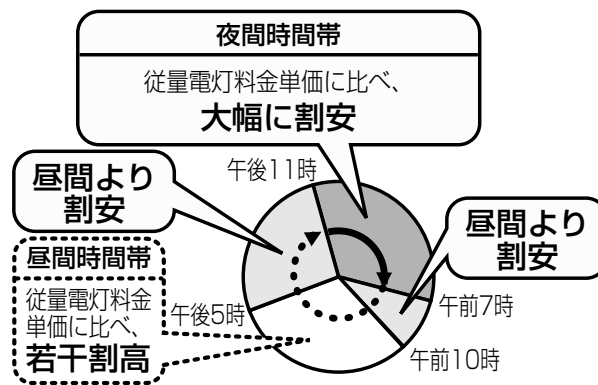 夜間時間帯
従量電灯料金単価に比べ、
大幅に割安
午後11時
昼間より
割安
昼間より
割安
昼間時間帯
従量電灯料金
単価に比べ、
若干割高
午後5時
午前7時
午前10時